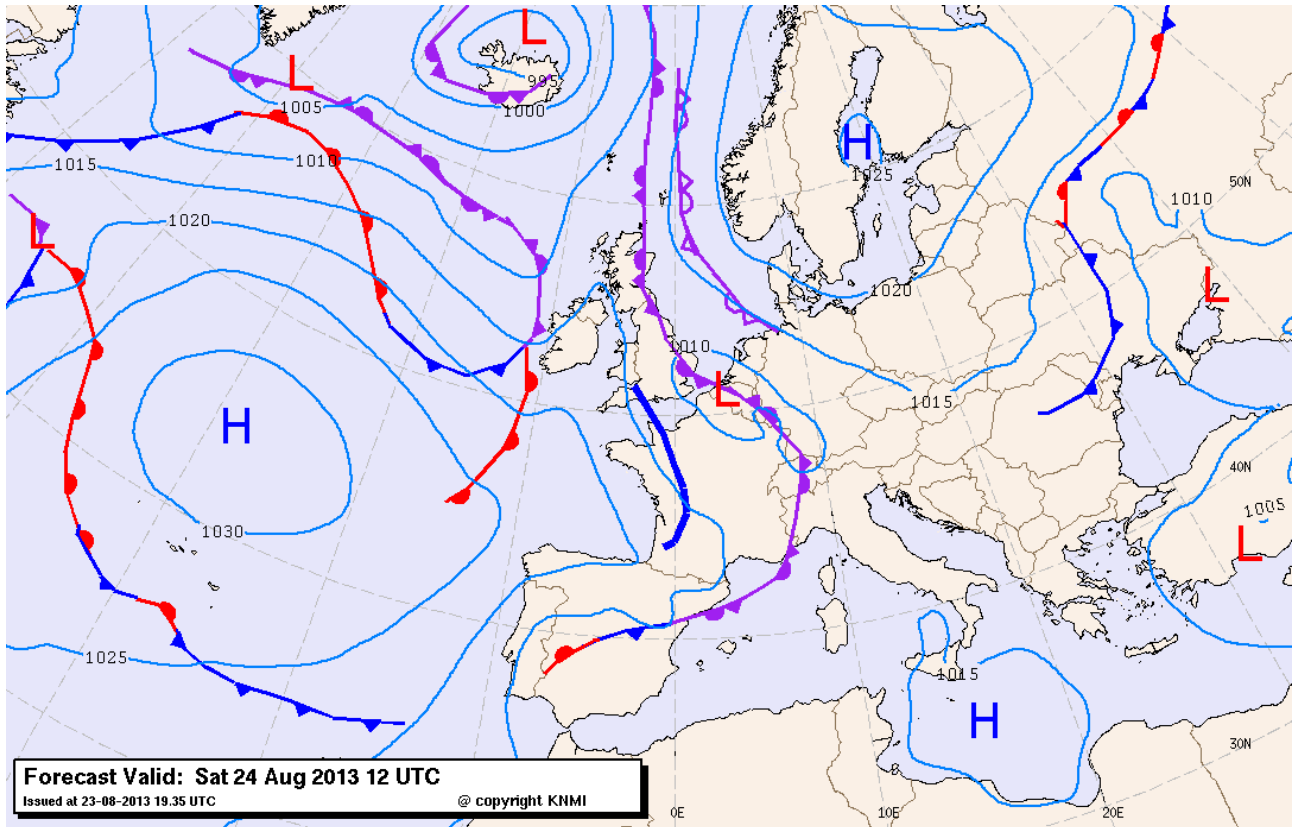 L
L
995
1000
1005
H
1010
1015
1025
50N
1010
1020
L
L
1020
1010
L
1015
H
40N
1005
1030
L
1025
1015
H
30N
Forecast Valid: Sat 24 Aug 2013 12 UTC
Issued at 23-08-2013 19.35 UTC
@ copyright KNMI
0E
10E
20E